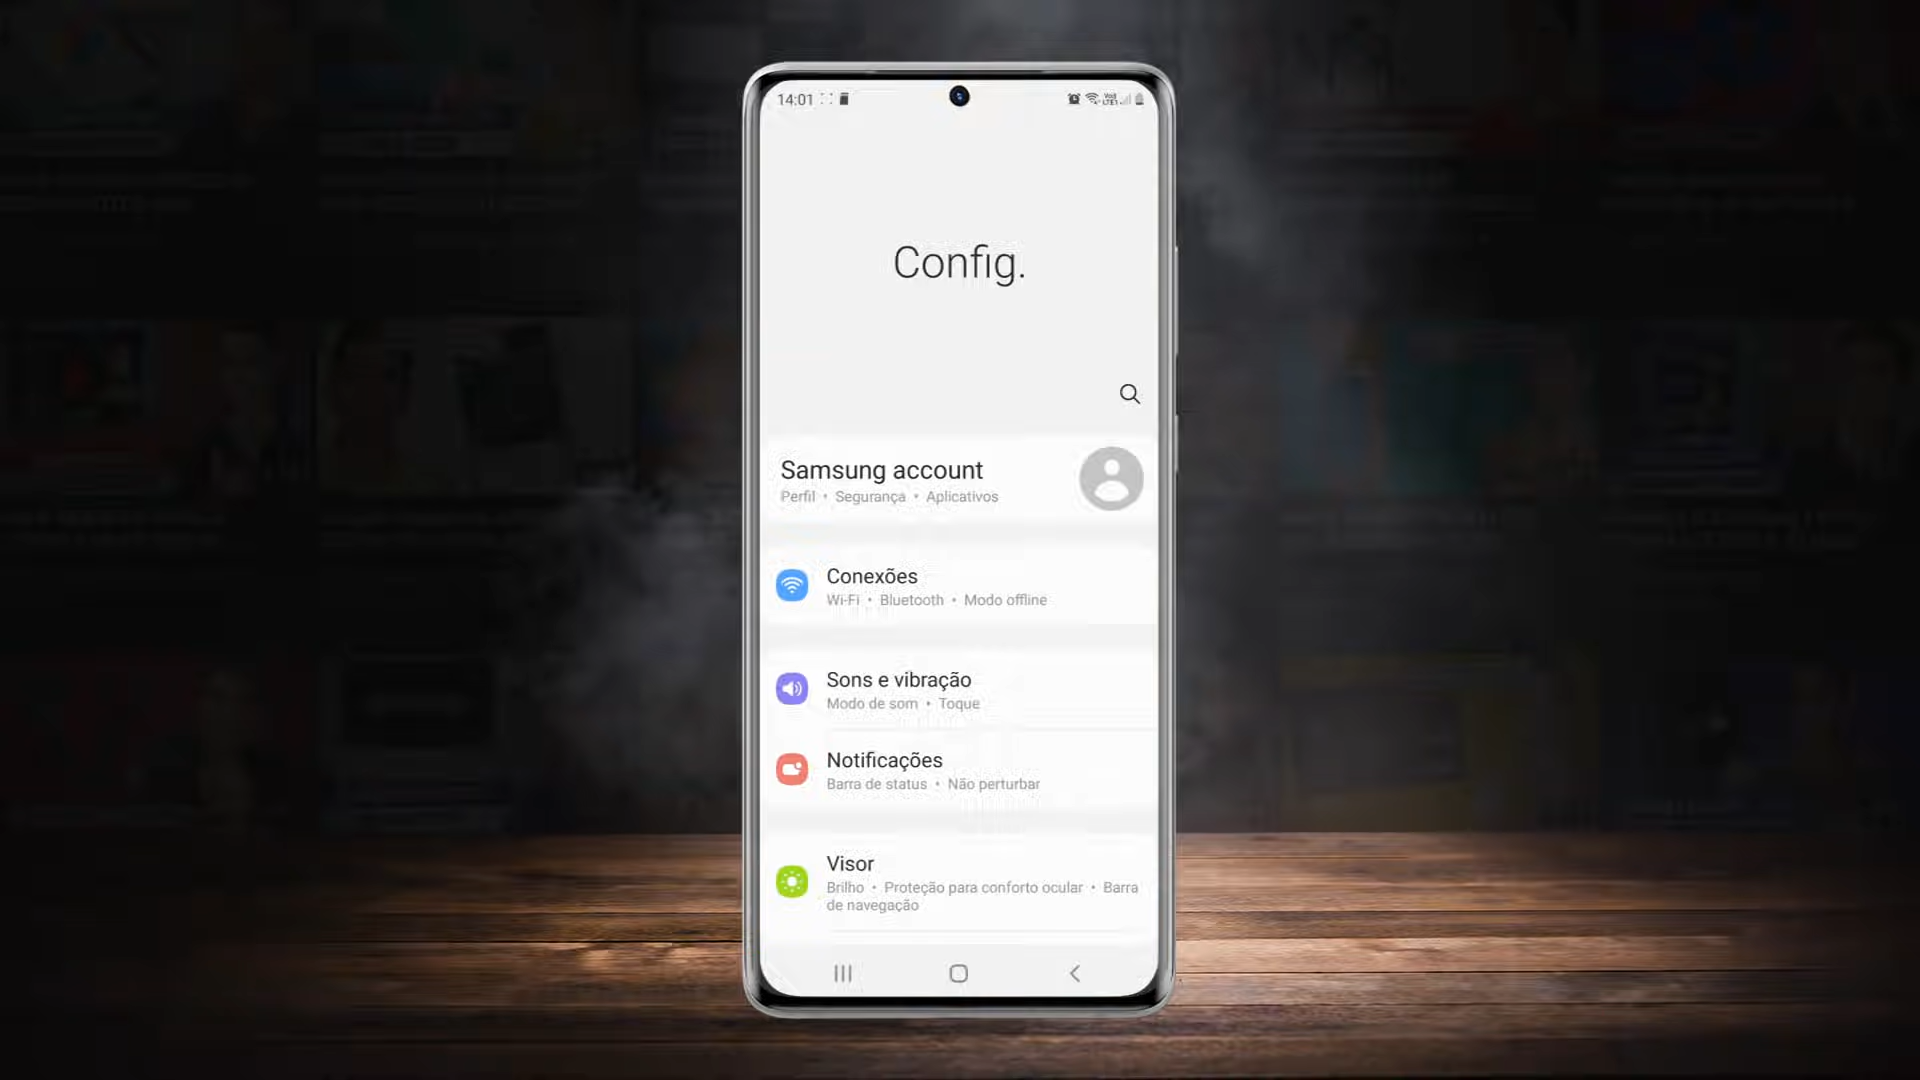 14:01
Config.
Samsung account
Perfil • Segurança • Aplicativos
Conexões
Wi-Fi • Bluetooth • Modo offline
Sons e vibração
Modo de som • Toque
Notificações
Barra de status • Não perturbar
Visor
Brilho • Proteção para conforto ocular • Barra
de navegação